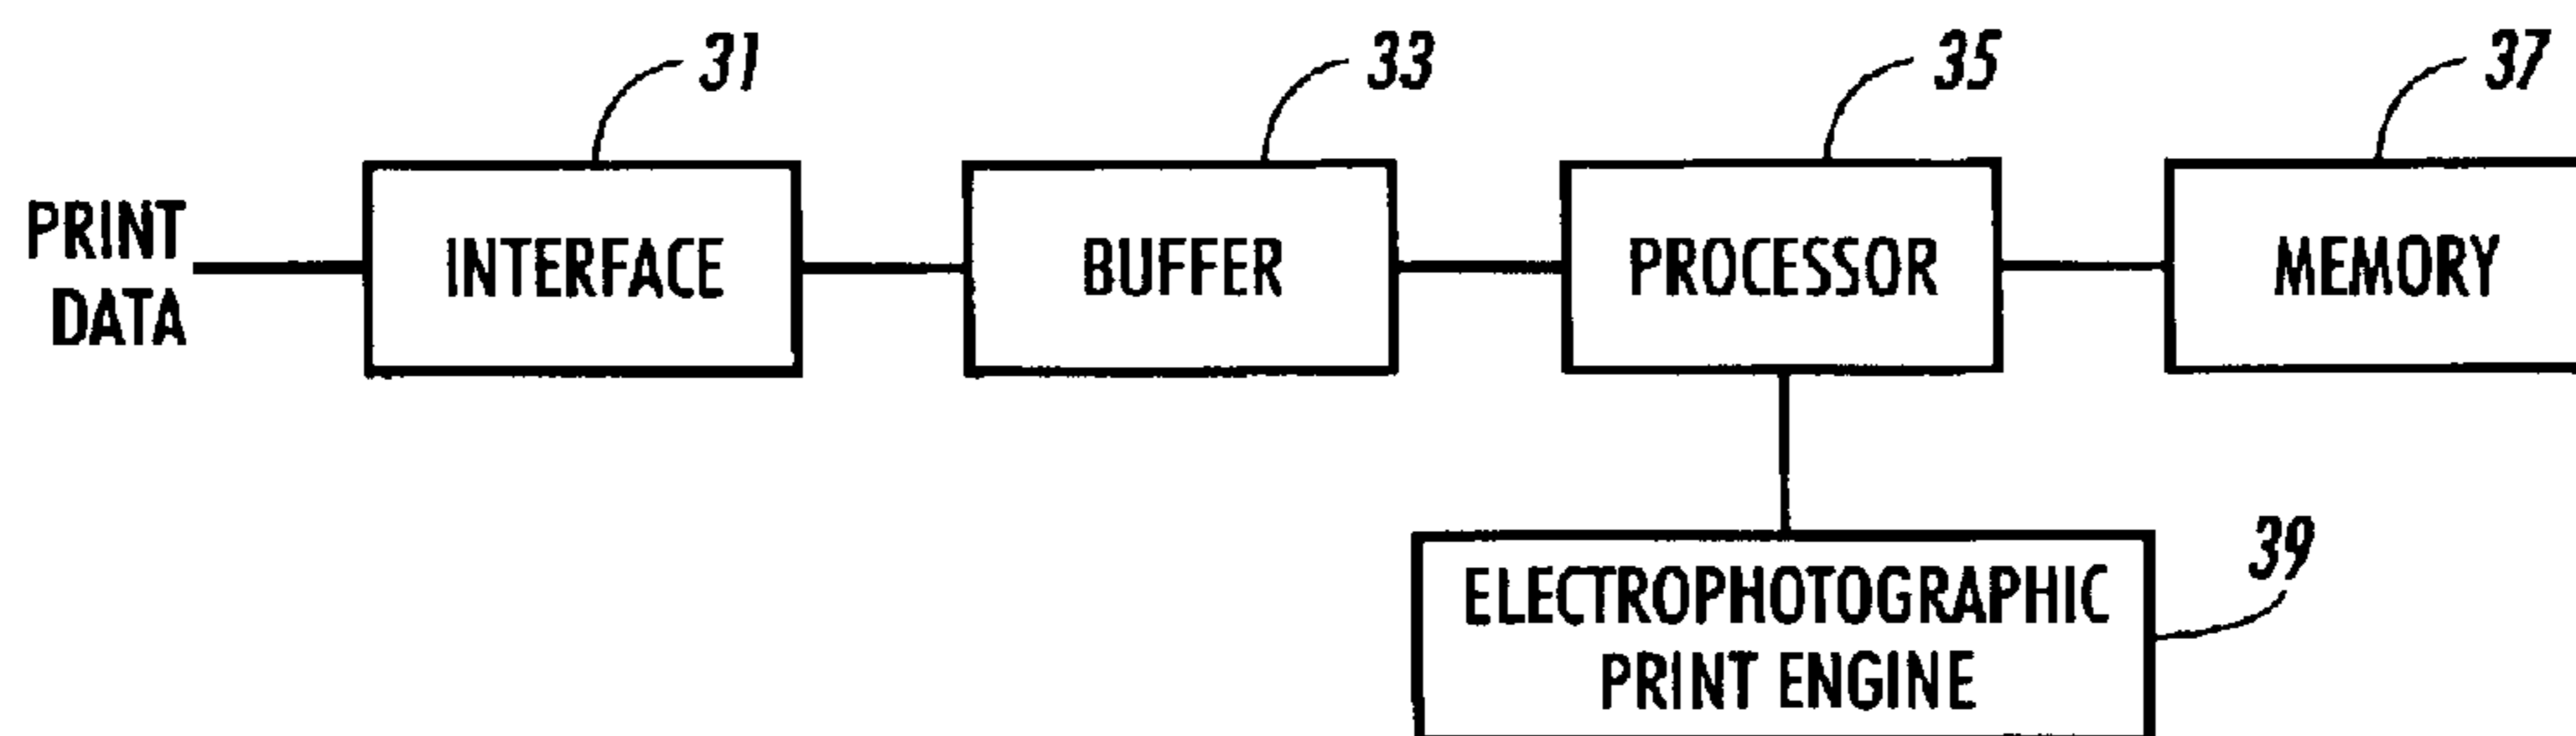 31
33
35
37
PRINT
DATA
INTERFACE
BUFFER
PROCESSOR
MEMORY
39
ELECTROPHOTOGRAPHIC
PRINT ENGINE